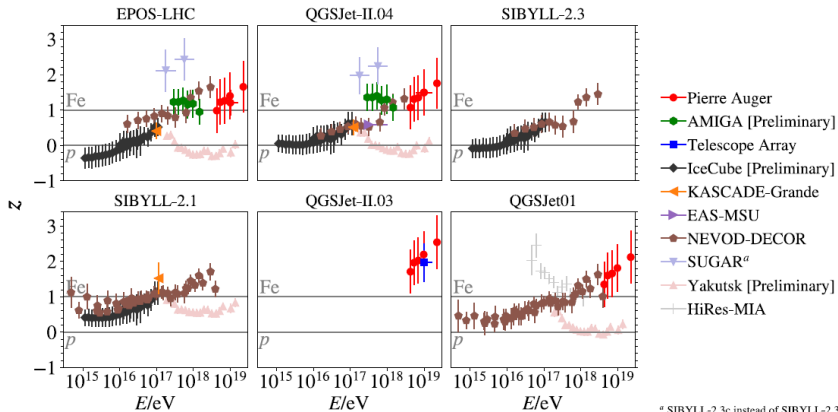 EPOS-LHC
QGSJet-II.04
SIBYLL-2.3
3
2
1
0
−1
Fe
p
Fe
p
Fe
p
z
SIBYLL-2.1
QGSJet-II.03
QGSJet01
3
2
1
0
−1
Fe
p
Fe
p
Fe
p
10^15 10^16 10^17 10^18 10^19
10^15 10^16 10^17 10^18 10^19
10^15 10^16 10^17 10^18 10^19
E/eV
E/eV
E/eV
Pierre Auger
AMIGA [Preliminary]
Telescope Array
IceCube [Preliminary]
KASCADE-Grande
EAS-MSU
NEVOD-DECOR
SUGAR^a
Yakutsk [Preliminary]
HiRes-MIA
^a SIBYLL-2.3c instead of SIBYLL-2.3